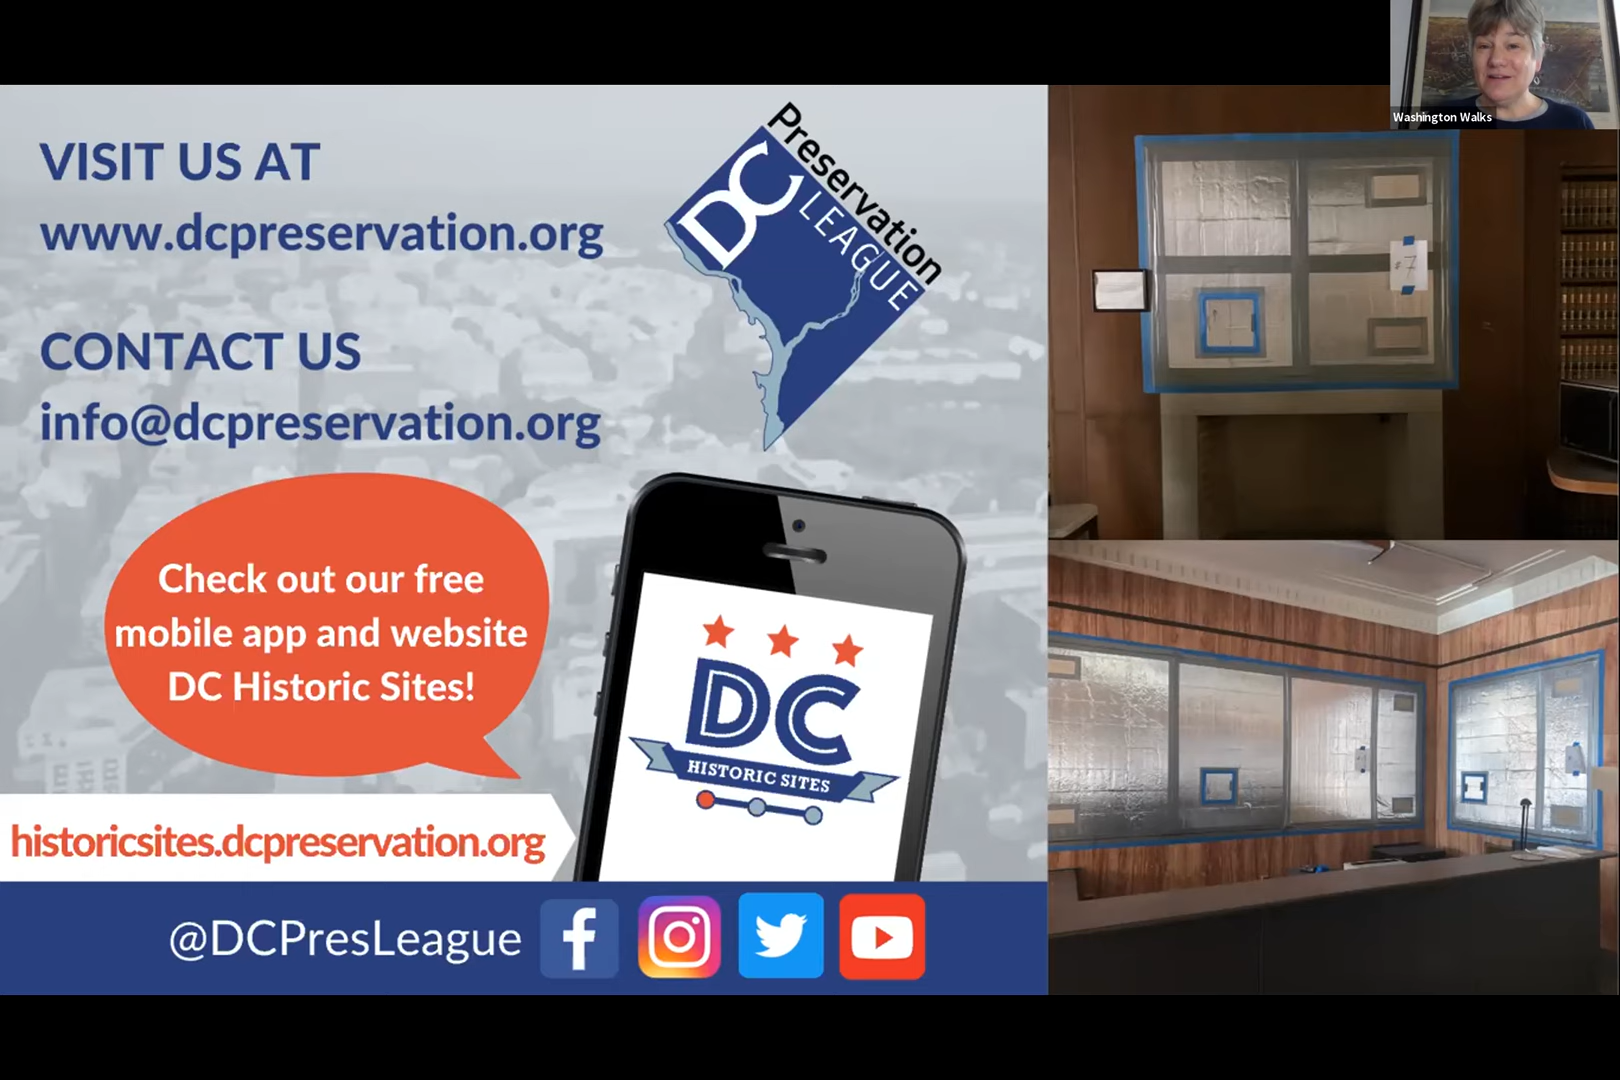 VISIT US AT
www.dcpreservation.org
CONTACT US
info@dcpreservation.org
DC
Preservation
LEAGUE
Check out our free
mobile app and website
DC Historic Sites!
DC
HISTORIC SITES
historicsites.dcpreservation.org
@DCPresLeague
Washington Walks
#7